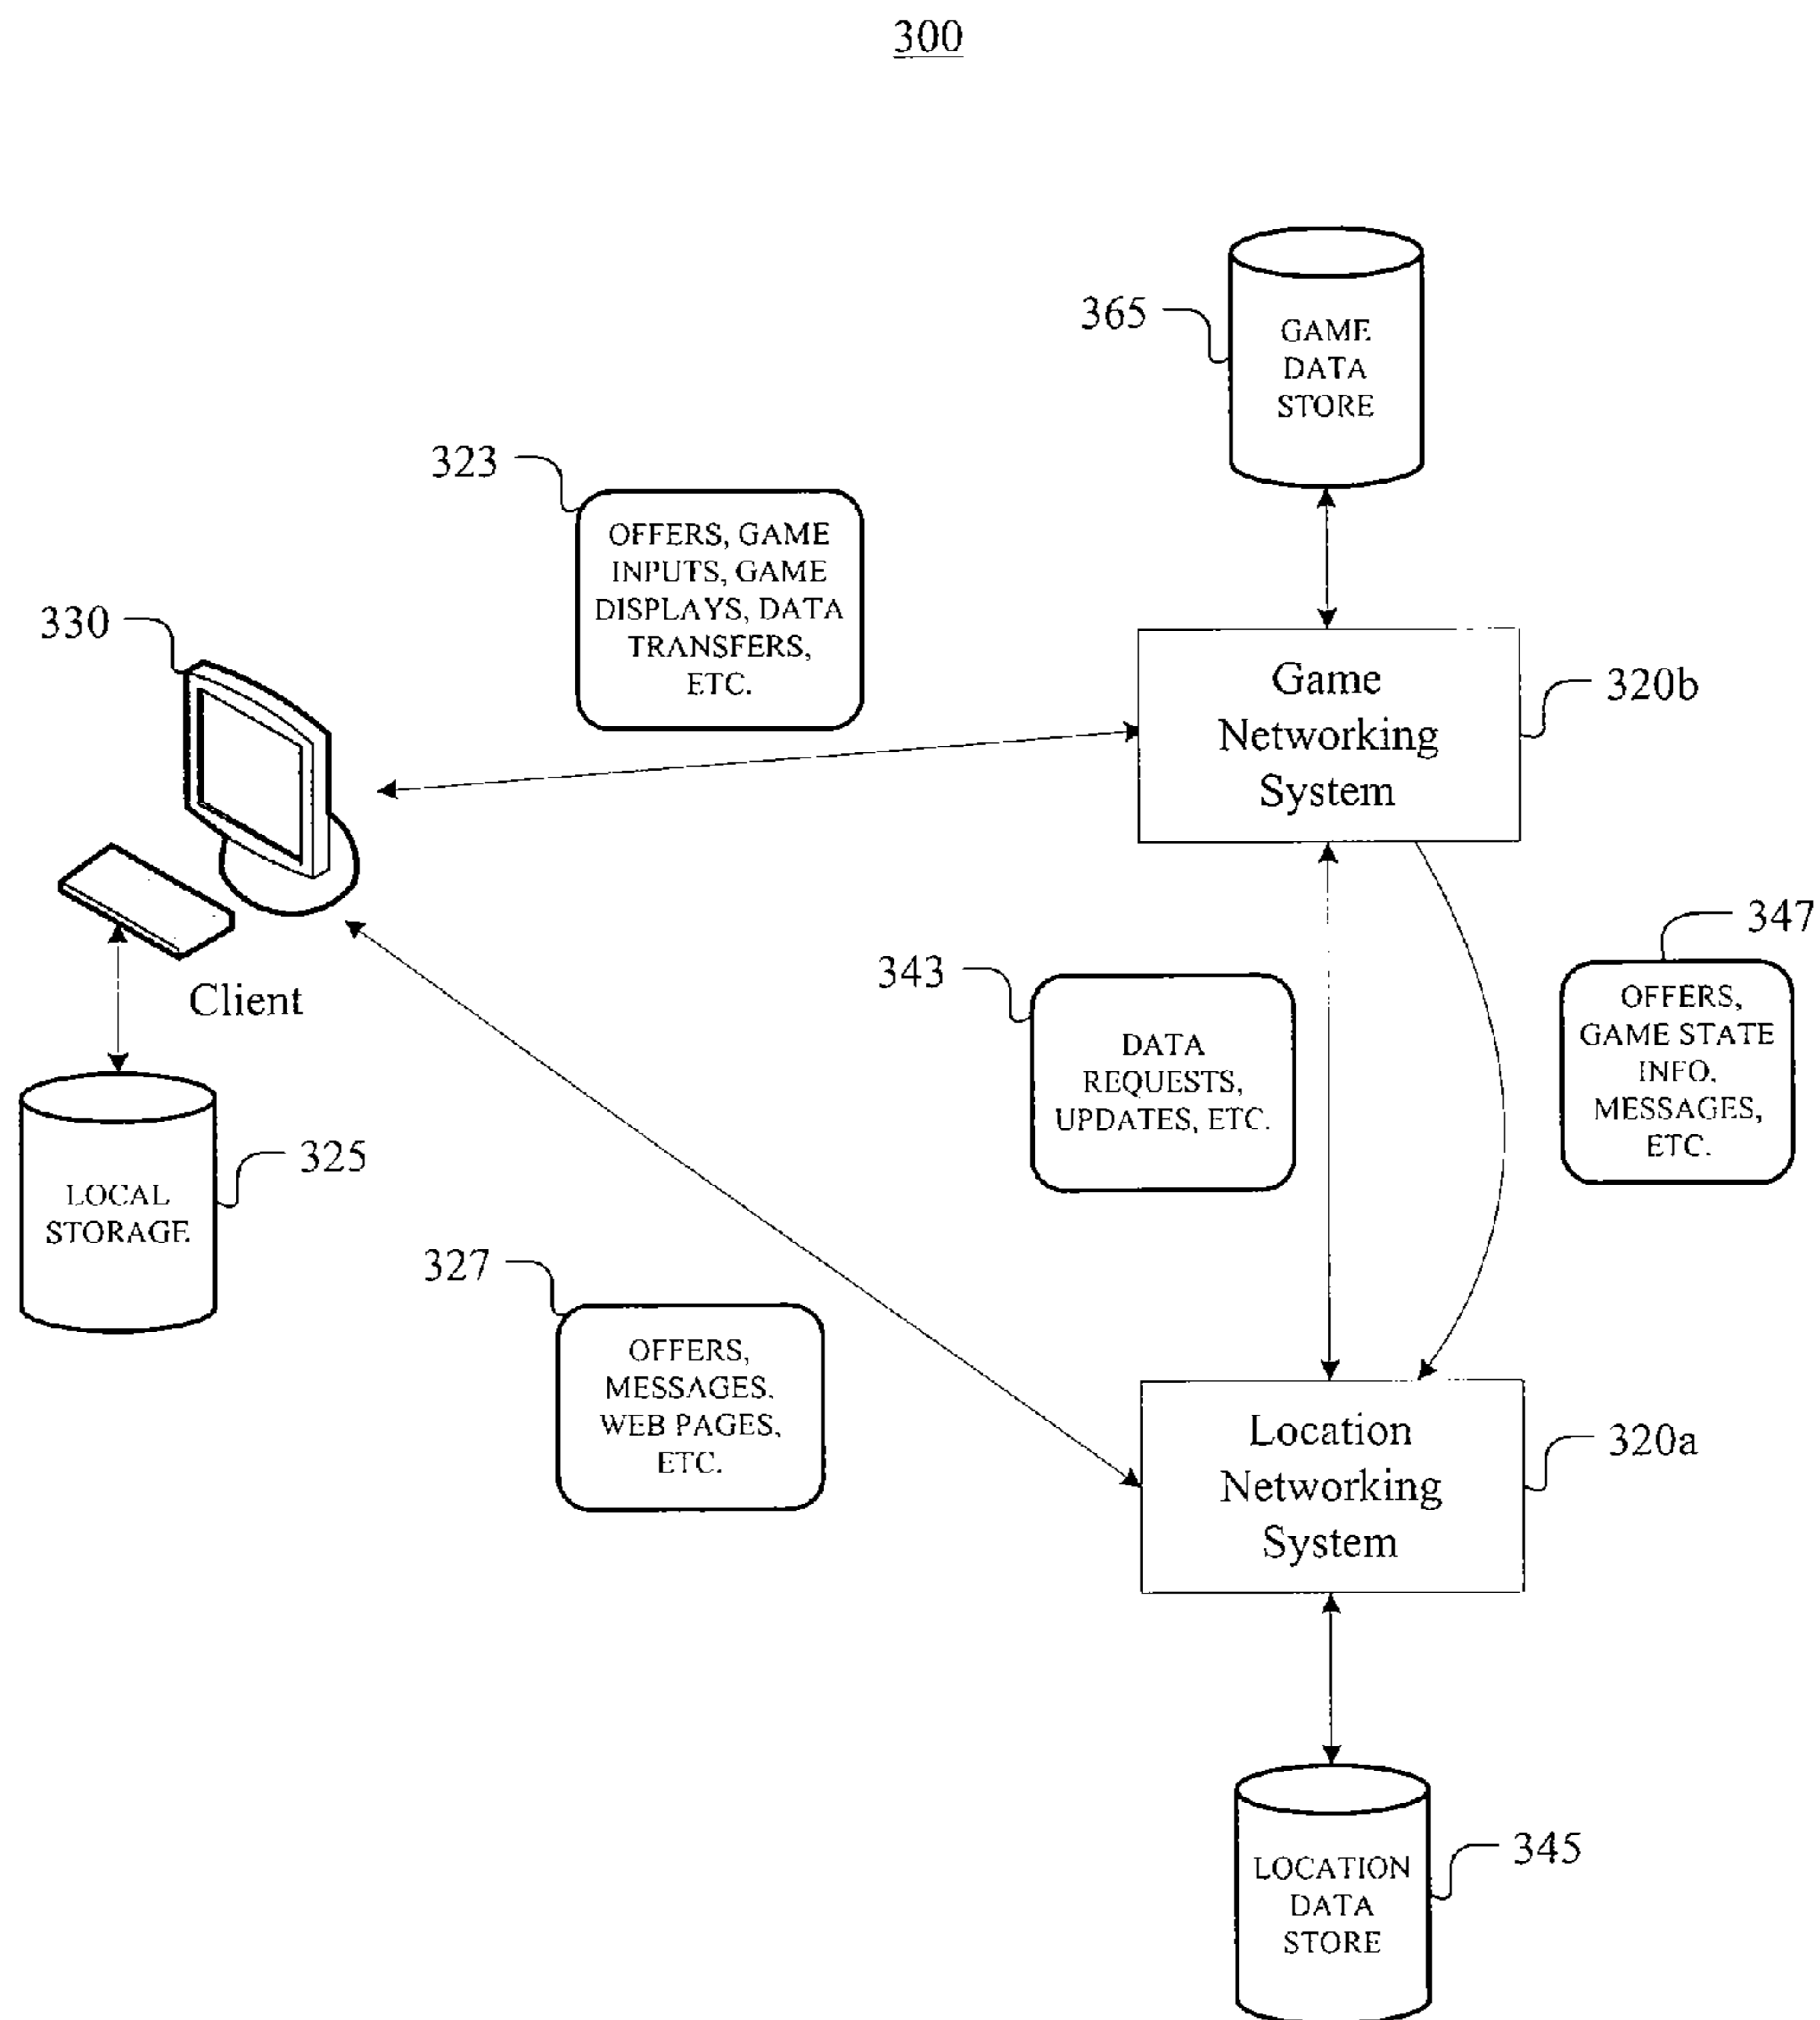 300
365
GAME
DATA
STORE
323
OFFERS, GAME
INPUTS, GAME
DISPLAYS, DATA
TRANSFERS,
ETC.
330
Game
Networking
System
320b
347
OFFERS,
GAME STATE
INFO,
MESSAGES,
ETC.
343
DATA
REQUESTS,
UPDATES, ETC.
Client
325
LOCAL
STORAGE
327
OFFERS,
MESSAGES,
WEB PAGES,
ETC.
Location
Networking
System
320a
345
LOCATION
DATA
STORE